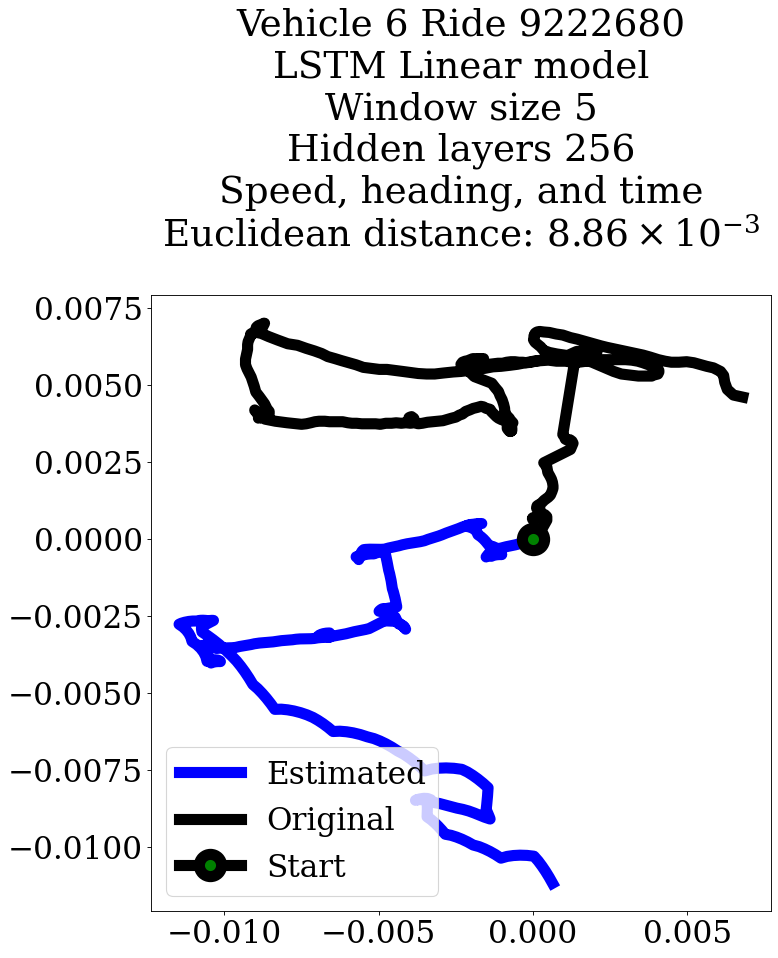 Vehicle 6 Ride 9222680
LSTM Linear model
Window size 5
Hidden layers 256
Speed, heading, and time
Euclidean distance: 8.86 × 10⁻³
0.0075
0.0050
0.0025
0.0000
−0.0025
−0.0050
−0.0075
−0.0100
Estimated
Original
Start
−0.010 −0.005 0.000 0.005